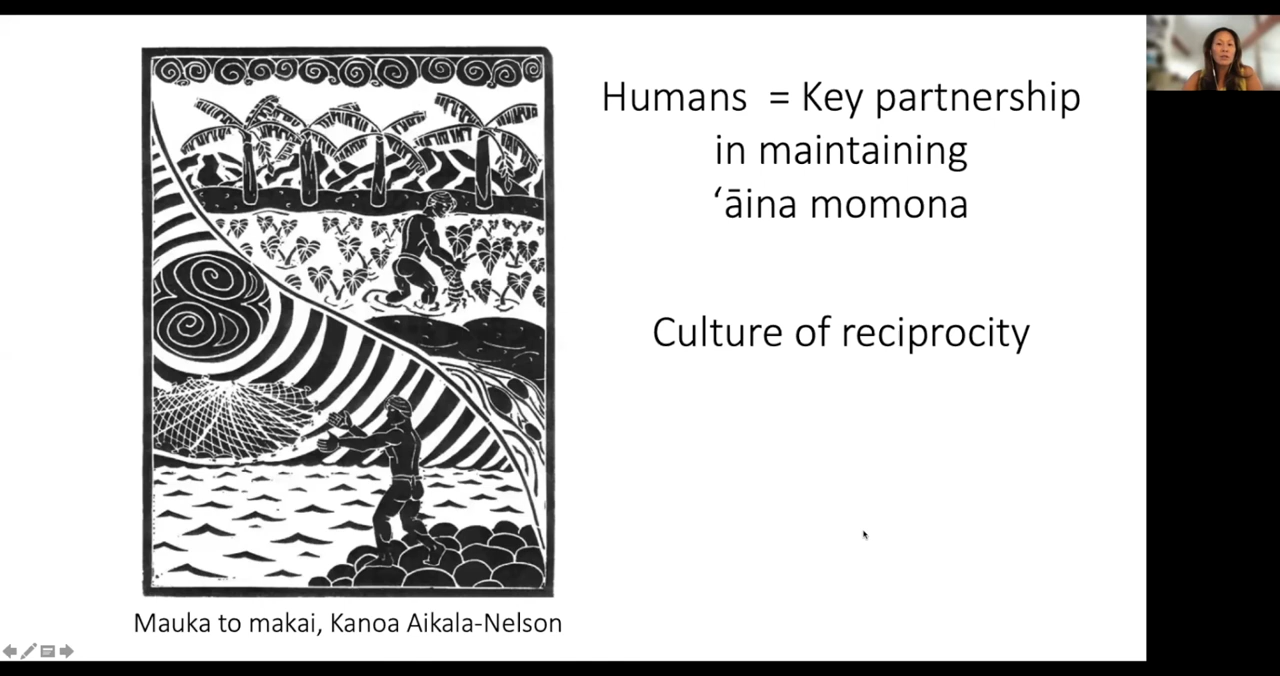 Humans = Key partnership
in maintaining
ʻāina momona
Culture of reciprocity
Mauka to makai, Kanoa Aikala-Nelson